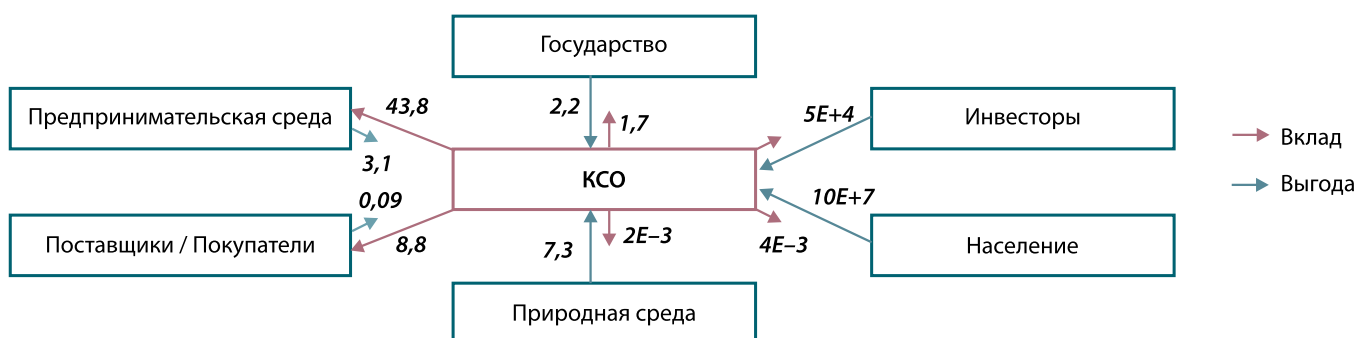 Государство
Предпринимательская среда
43,8
2,2
1,7
5E+4
Инвесторы
Вклад
3,1
КСО
Выгода
0,09
10E+7
Поставщики / Покупатели
8,8
7,3
2E–3
4E–3
Население
Природная среда